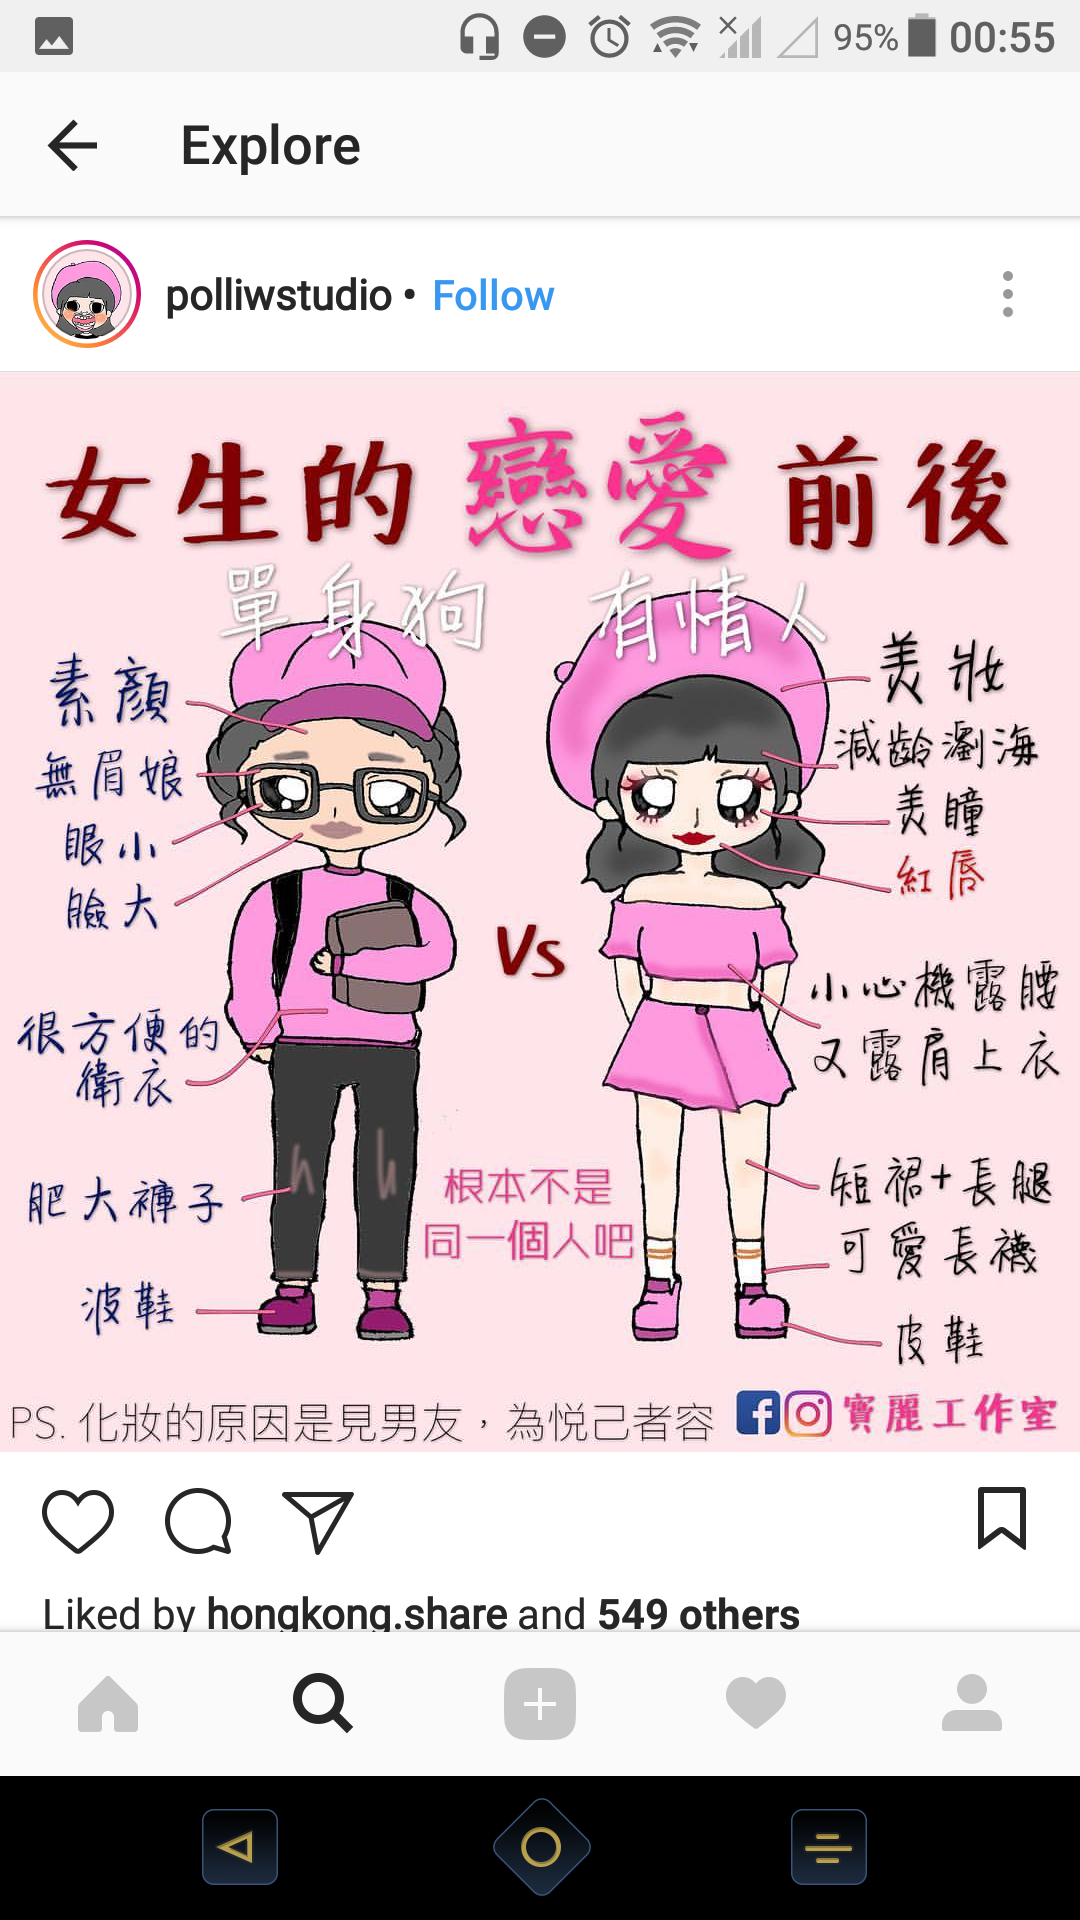 95% 00:55
Explore
polliwstudio • Follow
女生的戀愛前後
單身狗 有情人
素顏
無眉娘
眼小
臉大
很方便的
衛衣
肥大褲子
波鞋
Vs
根本不是
同一個人吧
美妝
減齡瀏海
美瞳
紅唇
小心機露腰
又露肩上衣
短裙+長腿
可愛長襪
皮鞋
PS. 化妝的原因是見男友，為悦己者容
寶麗工作室
Liked by hongkong.share and 549 others